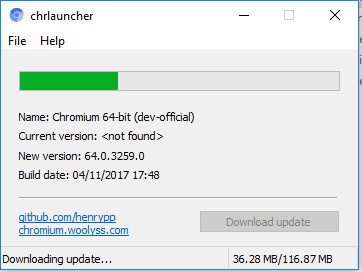 chrlauncher
File Help
Name: Chromium 64-bit (dev-official)
Current version: <not found>
New version: 64.0.3259.0
Build date: 04/11/2017 17:48
github.com/henrypp
chromium.woolyss.com
Download update
Downloading update... 36.28 MB/116.87 MB